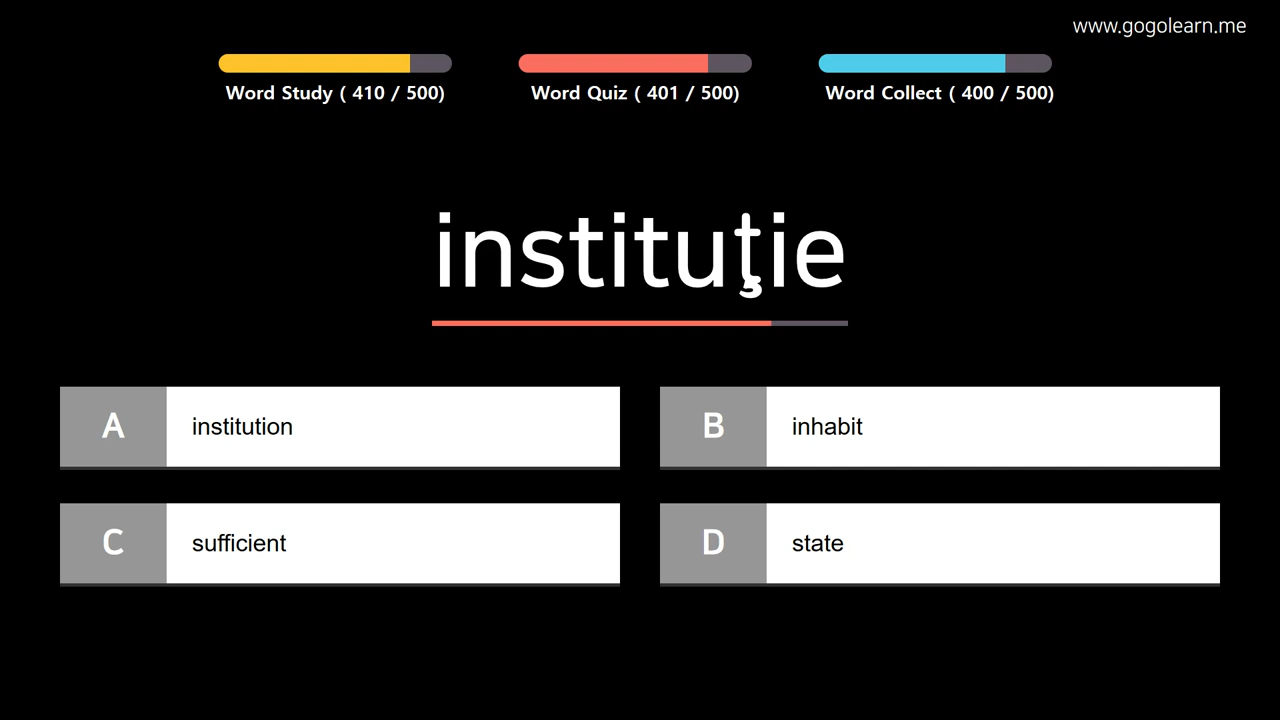 www.gogolearn.me
Word Study ( 410 / 500)
Word Quiz ( 401 / 500)
Word Collect ( 400 / 500)
instituţie
A institution
B inhabit
C sufficient
D state